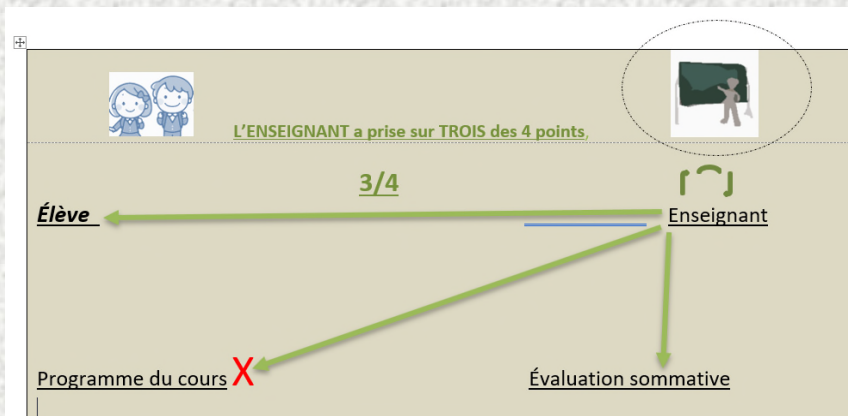 L'ENSEIGNANT a prise sur TROIS des 4 points,
3/4
Élève
Enseignant
Programme du cours X
Évaluation sommative